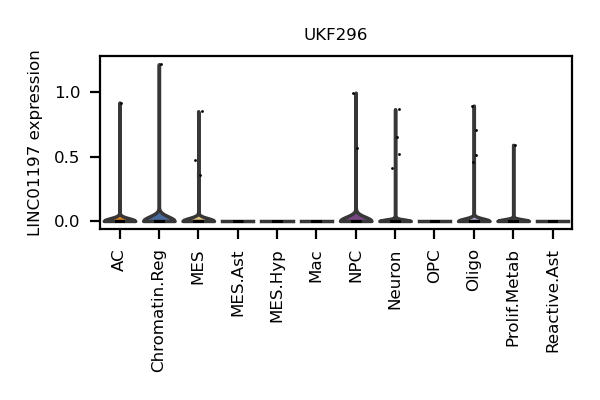 UKF296
LINC01197 expression
1.0
0.5
0.0
AC
Chromatin.Reg
MES
MES.Ast
MES.Hyp
Mac
NPC
Neuron
OPC
Oligo
Prolif.Metab
Reactive.Ast